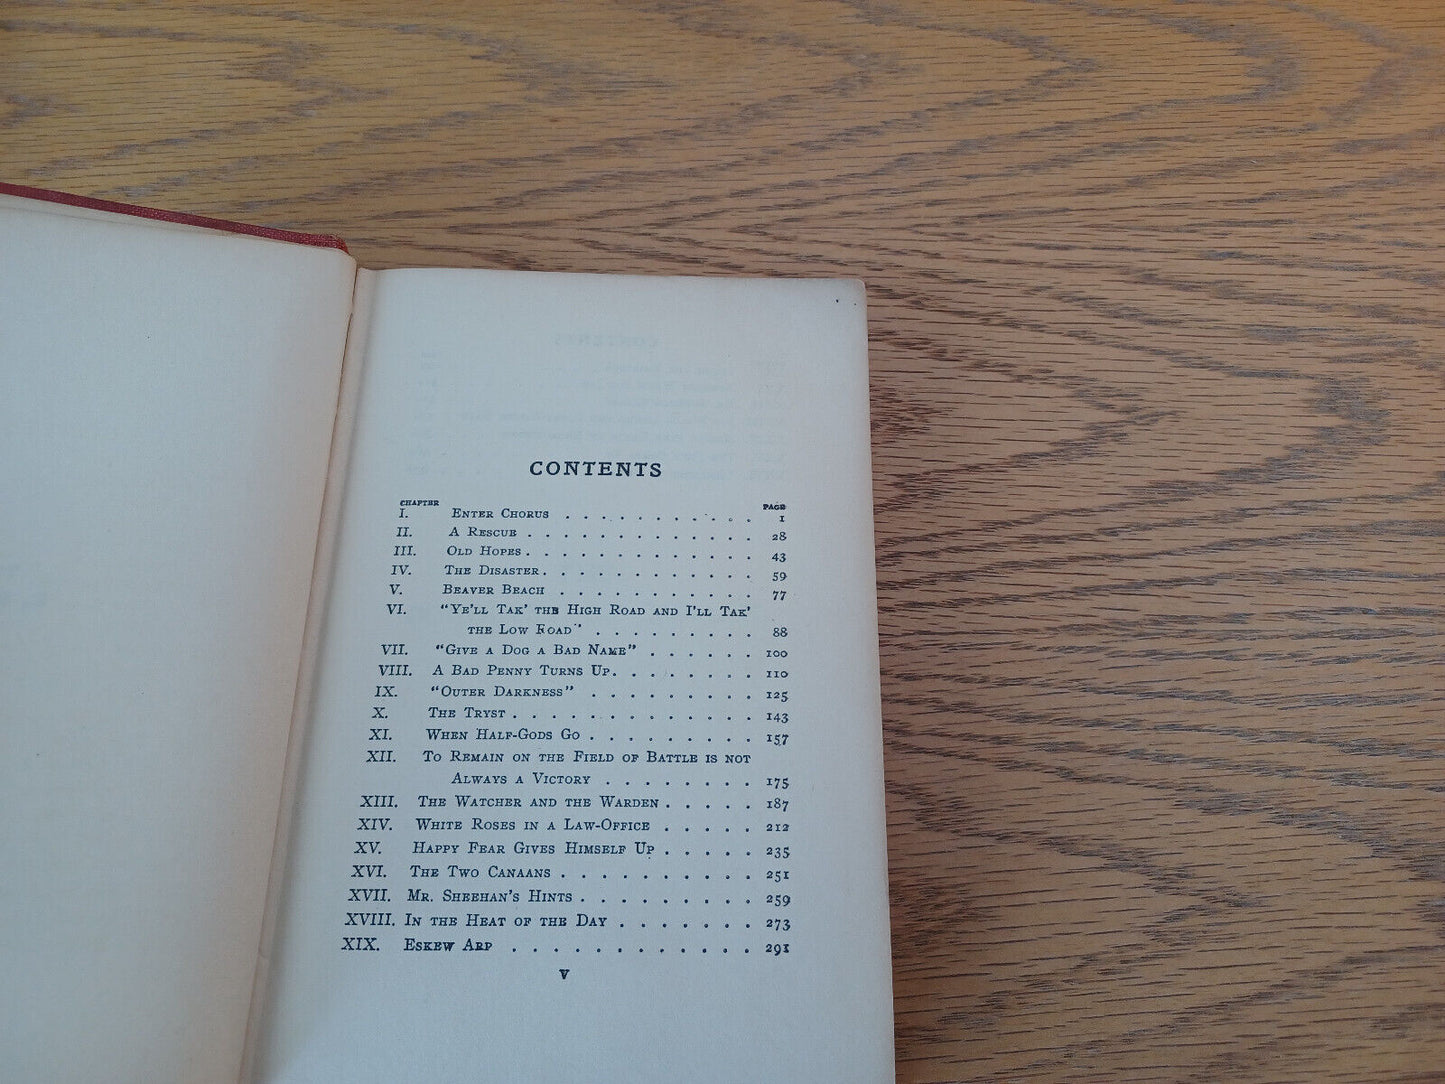 CONTENTS
CHAPTER PAGE
I. ENTER CHORUS . . . . . . . . . . . 1
II. A RESCUE . . . . . . . . . . . . . 28
III. OLD HOPES . . . . . . . . . . . . . 43
IV. THE DISASTER . . . . . . . . . . . . 59
V. BEAVER BEACH . . . . . . . . . . . 77
VI. "YE'LL TAK' THE HIGH ROAD AND I'LL TAK'
THE LOW ROAD" . . . . . . . . . 88
VII. "GIVE A DOG A BAD NAME" . . . . . . 100
VIII. A BAD PENNY TURNS UP . . . . . . . . 110
IX. "OUTER DARKNESS" . . . . . . . . . 125
X. THE TRYST . . . . . . . . . . . . . 143
XI. WHEN HALF-GODS GO . . . . . . . . . 157
XII. TO REMAIN ON THE FIELD OF BATTLE IS NOT
ALWAYS A VICTORY . . . . . . . . 175
XIII. THE WATCHER AND THE WARDEN . . . . . 187
XIV. WHITE ROSES IN A LAW-OFFICE . . . . . 212
XV. HAPPY FEAR GIVES HIMSELF UP . . . . . 235
XVI. THE TWO CANAANS . . . . . . . . . . 251
XVII. MR. SHEEHAN'S HINTS . . . . . . . . . 259
XVIII. IN THE HEAT OF THE DAY . . . . . . . 273
XIX. ESKEW ARP . . . . . . . . . . . . 291
V